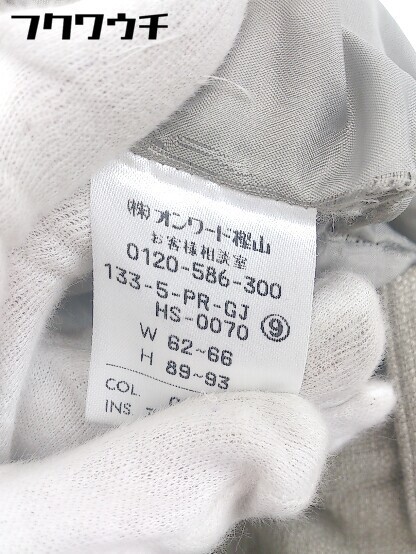 フクワウチ
(株)オンワード樫山
お客様相談室
0120-586-300
133-5-PR-GJ
HS-0070 ⑨
W 62~66
H 89~93
COL.
INS.